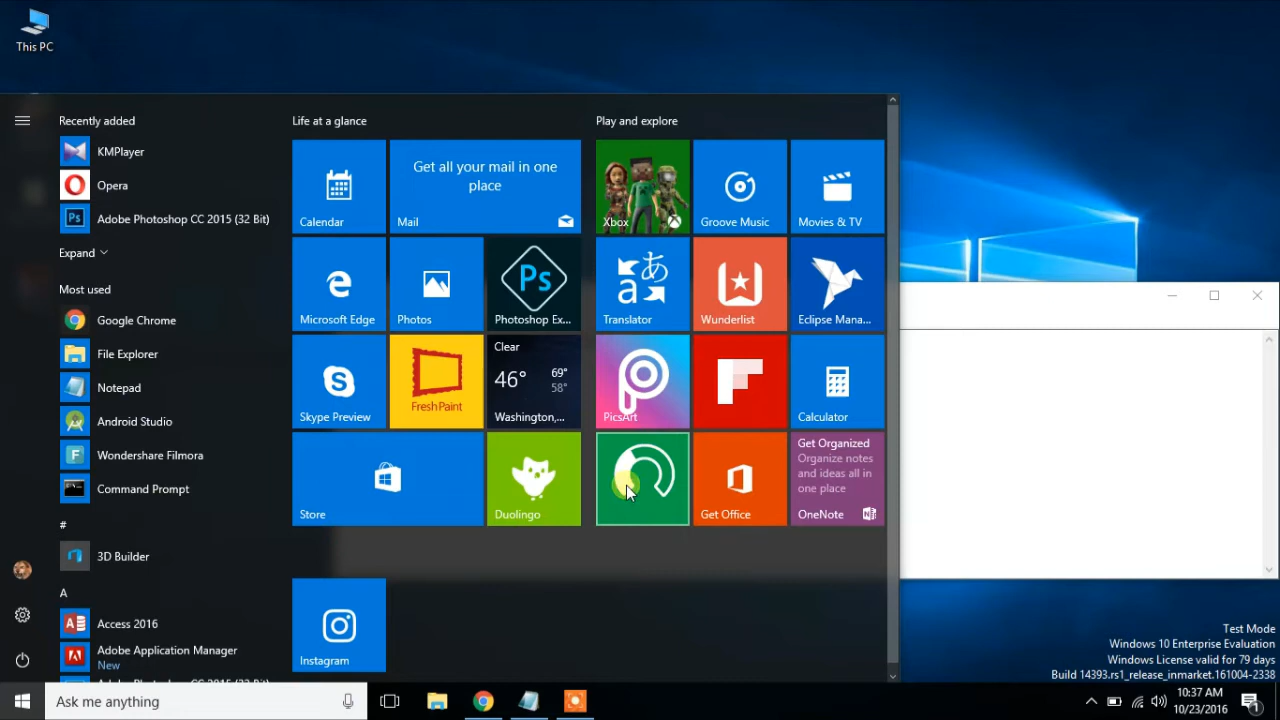 This PC
Recently added
KMPlayer
Opera
Ps
Adobe Photoshop CC 2015 (32 Bit)
Expand
Most used
Google Chrome
File Explorer
Notepad
Android Studio
F
Wondershare Filmora
Command Prompt
#
3D Builder
A
A
Access 2016
Adobe Application Manager
New
Life at a glance
Calendar
Get all your mail in one
place
Mail
Microsoft Edge
Photos
Ps
Photoshop Ex...
Skype Preview
Fresh Paint
Clear
46°
69°
58°
Washington,...
Store
Duolingo
Instagram
Play and explore
Xbox
Groove Music
Movies & TV
a あ
Translator
Wunderlist
Eclipse Mana...
PicsArt
Calculator
Get Office
Get Organized
Organize notes
and ideas all in
one place
OneNote
Test Mode
Windows 10 Enterprise Evaluation
Windows License valid for 79 days
Build 14393.rs1_release_inmarket.161004-2338
Ask me anything
10:37 AM
10/23/2016
1